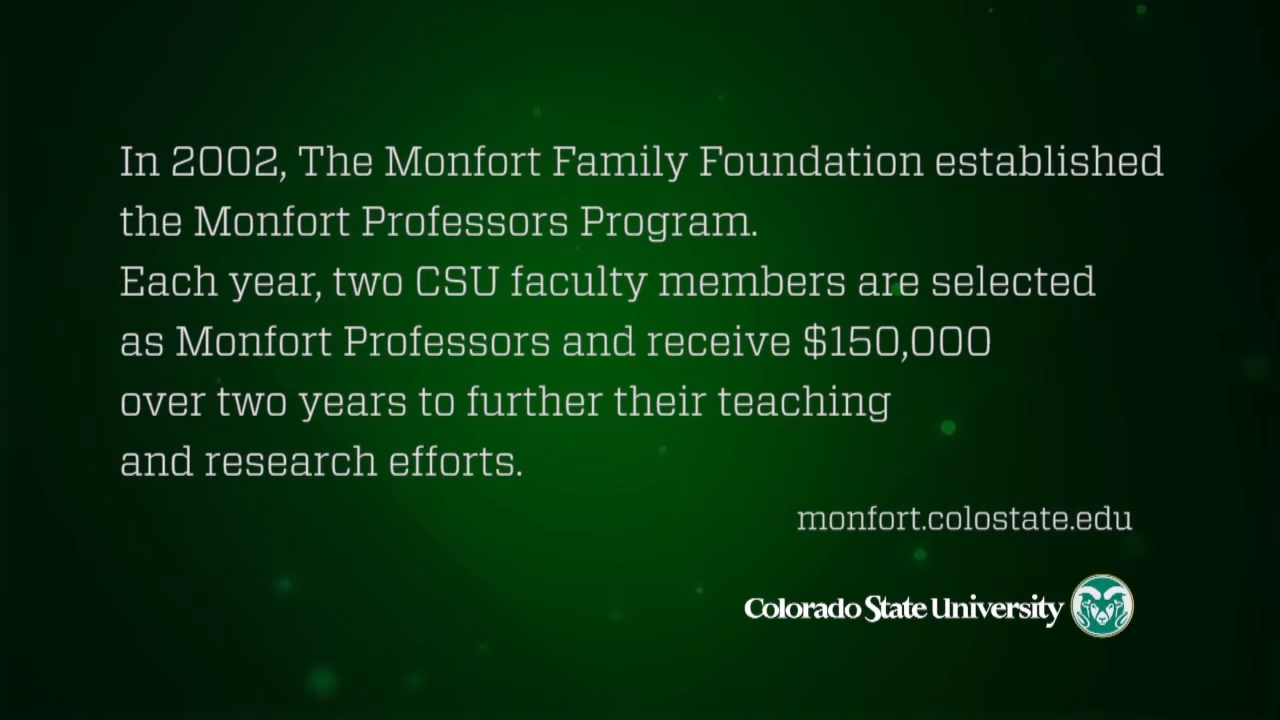 In 2002, The Monfort Family Foundation established
the Monfort Professors Program.
Each year, two CSU faculty members are selected
as Monfort Professors and receive $150,000
over two years to further their teaching
and research efforts.
monfort.colostate.edu
Colorado State University